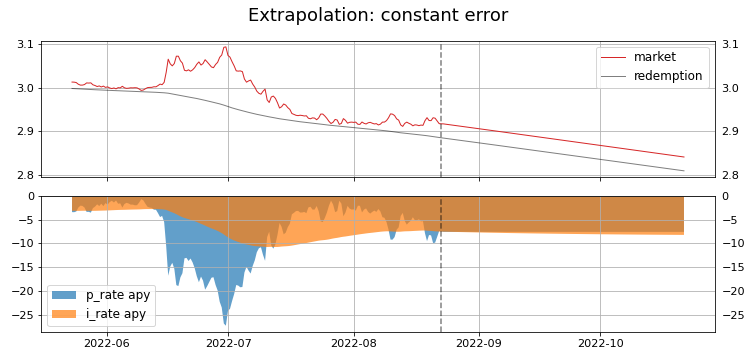 Extrapolation: constant error
3.1 3.1
market
redemption
3.0 3.0
2.9 2.9
2.8 2.8
0 0
−5 −5
−10 −10
−15 −15
−20 −20
−25 −25
p_rate apy
i_rate apy
2022-06 2022-07 2022-08 2022-09 2022-10